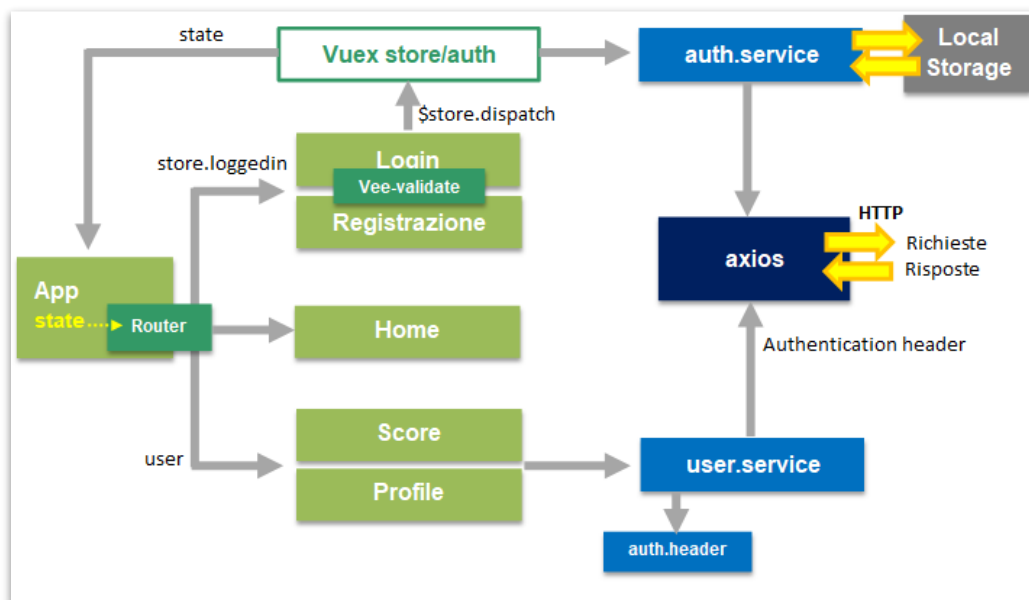 state
Vuex store/auth
auth.service
Local
Storage
$store.dispatch
store.loggedin
Login
Vee-validate
Registrazione
HTTP
Richieste
Risposte
axios
App
state
Router
Home
Authentication header
Score
user
Profile
user.service
auth.header